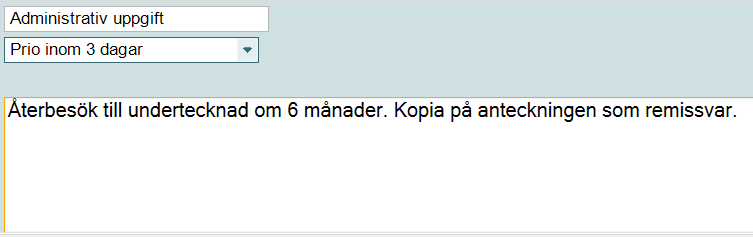 Administrativ uppgift
Prio inom 3 dagar
Återbesök till undertecknad om 6 månader. Kopia på anteckningen som remissvar.